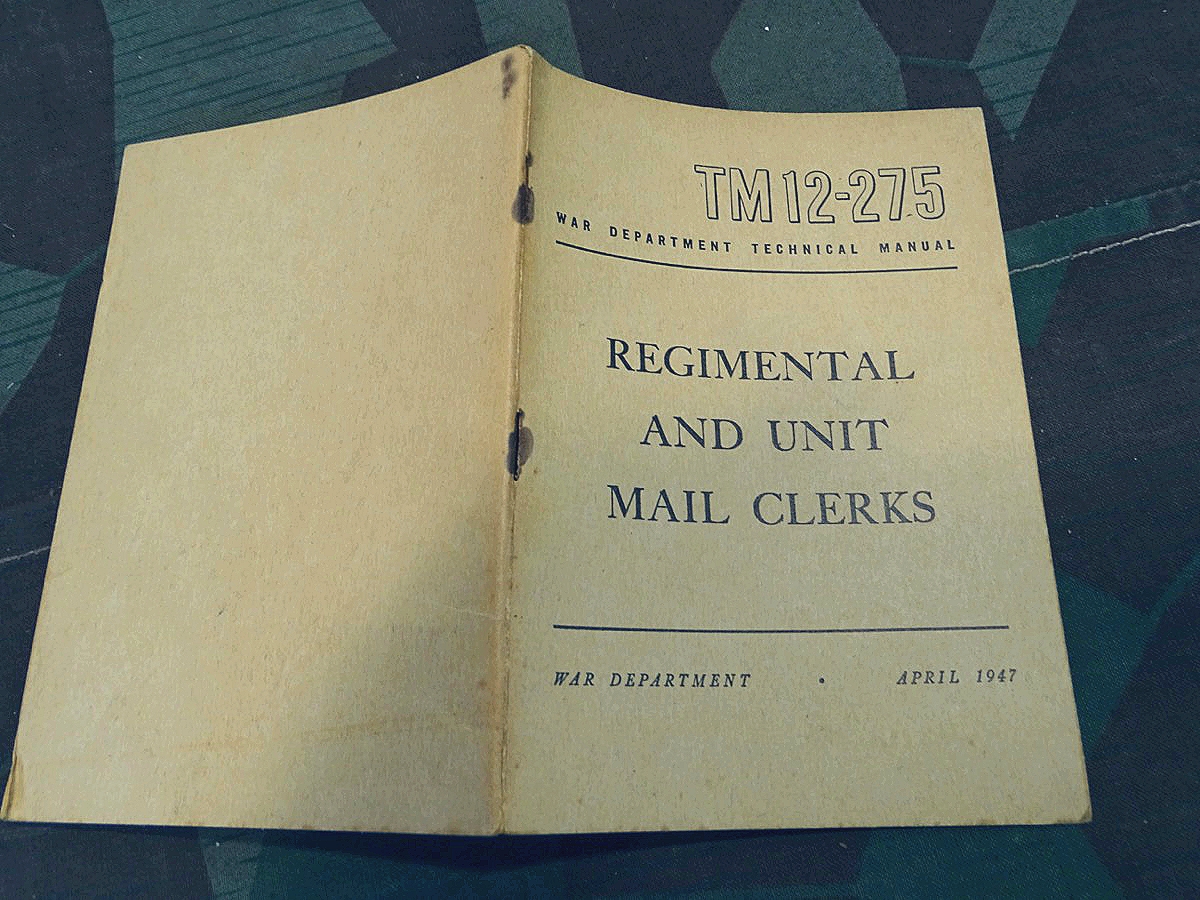 TM 12-275
WAR DEPARTMENT TECHNICAL MANUAL
REGIMENTAL
AND UNIT
MAIL CLERKS
WAR DEPARTMENT • APRIL 1947